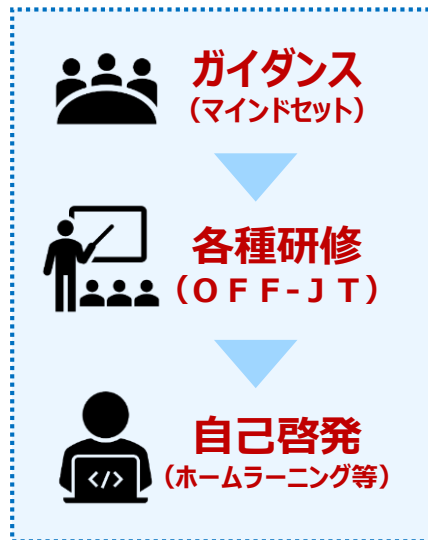 ガイダンス
（マインドセット）
各種研修
（ＯＦＦ-ＪＴ）
自己啓発
（ホームラーニング等）
</>